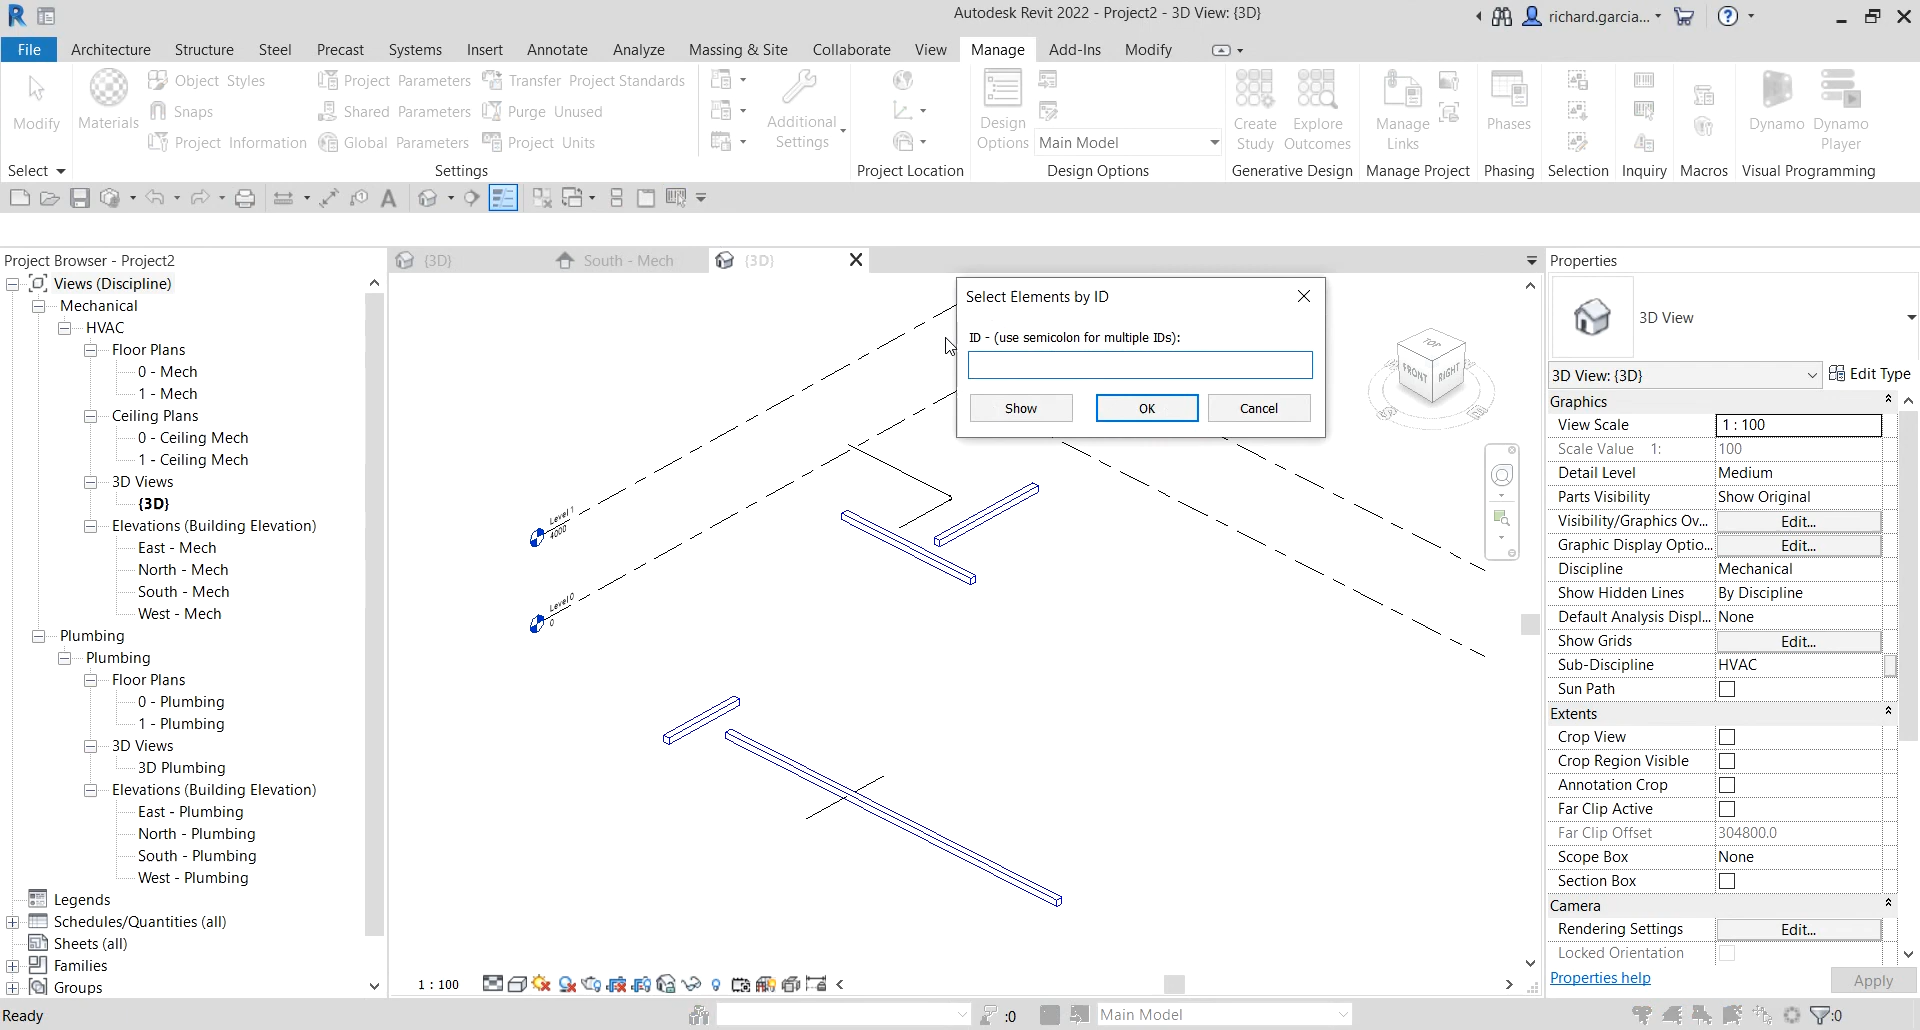 Autodesk Revit 2022 - Project2 - 3D View: {3D}
richard.garcia...
File Architecture Structure Steel Precast Systems Insert Annotate Analyze Massing & Site Collaborate View Manage Add-Ins Modify
Modify
Materials
Object Styles
Snaps
Project Information
Project Parameters
Shared Parameters
Global Parameters
Transfer Project Standards
Purge Unused
Project Units
Additional
Settings
Design
Options
Main Model
Create
Study
Explore
Outcomes
Manage
Links
Phases
Dynamo
Dynamo
Player
Select Settings Project Location Design Options Generative Design Manage Project Phasing Selection Inquiry Macros Visual Programming
Project Browser - Project2
Views (Discipline)
Mechanical
HVAC
Floor Plans
0 - Mech
1 - Mech
Ceiling Plans
0 - Ceiling Mech
1 - Ceiling Mech
3D Views
{3D}
Elevations (Building Elevation)
East - Mech
North - Mech
South - Mech
West - Mech
Plumbing
Plumbing
Floor Plans
0 - Plumbing
1 - Plumbing
3D Views
3D Plumbing
Elevations (Building Elevation)
East - Plumbing
North - Plumbing
South - Plumbing
West - Plumbing
Legends
Schedules/Quantities (all)
Sheets (all)
Families
Groups
{3D}
South - Mech
{3D}
Select Elements by ID
ID - (use semicolon for multiple IDs):
Show OK Cancel
TOP
FRONT RIGHT
S E
Level 1
4000
Level 0
0
1 : 100
Properties
3D View
3D View: {3D} Edit Type
Graphics
View Scale 1 : 100
Scale Value 1: 100
Detail Level Medium
Parts Visibility Show Original
Visibility/Graphics Ov... Edit...
Graphic Display Optio... Edit...
Discipline Mechanical
Show Hidden Lines By Discipline
Default Analysis Displ... None
Show Grids Edit...
Sub-Discipline HVAC
Sun Path
Extents
Crop View
Crop Region Visible
Annotation Crop
Far Clip Active
Far Clip Offset 304800.0
Scope Box None
Section Box
Camera
Rendering Settings Edit...
Locked Orientation
Properties help Apply
Ready :0 Main Model :0